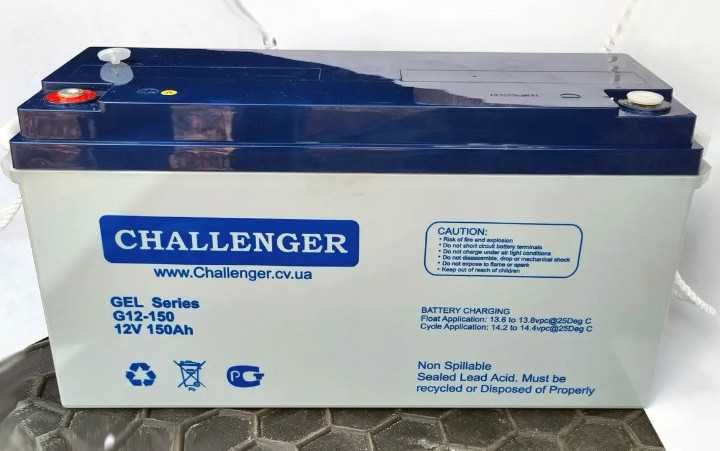 CHALLENGER
www.Challenger.cv.ua
GEL Series
G12-150
12V 150Ah
CAUTION:
• Risk of fire and explosion
• Do not short circuit battery terminals
• Do not charge under air tight conditions
• Do not disassemble, drop or mechanical shock
• Do not expose to flame or spark
• Keep out of reach of children
BATTERY CHARGING
Float Application: 13.6 to 13.8vpc@25Deg C
Cycle Application: 14.2 to 14.4vpc@25Deg C
Non Spillable
Sealed Lead Acid. Must be
recycled or Disposed of Properly
Pb